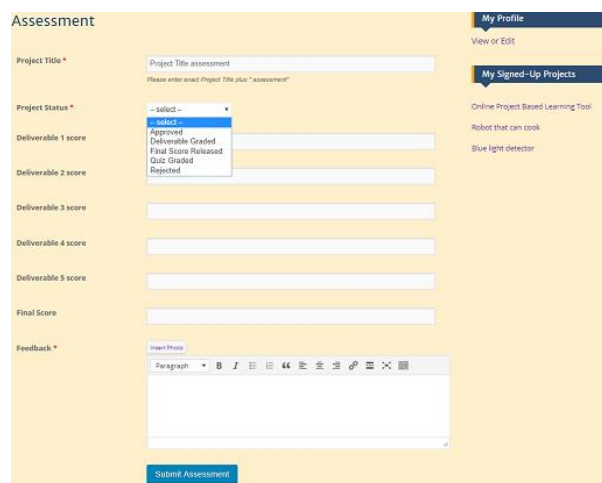 Assessment
Project Title *
Project Title assessment
Please enter exact Project Title plus " assessment"
Project Status *
-- select --
-- select --
Approved
Deliverable Graded
Final Score Released
Quiz Graded
Rejected
Deliverable 1 score
Deliverable 2 score
Deliverable 3 score
Deliverable 4 score
Deliverable 5 score
Final Score
Feedback *
Insert Photo
Paragraph
Submit Assessment
My Profile
View or Edit
My Signed-Up Projects
Online Project Based Learning Tool
Robot that can cook
Blue light detector